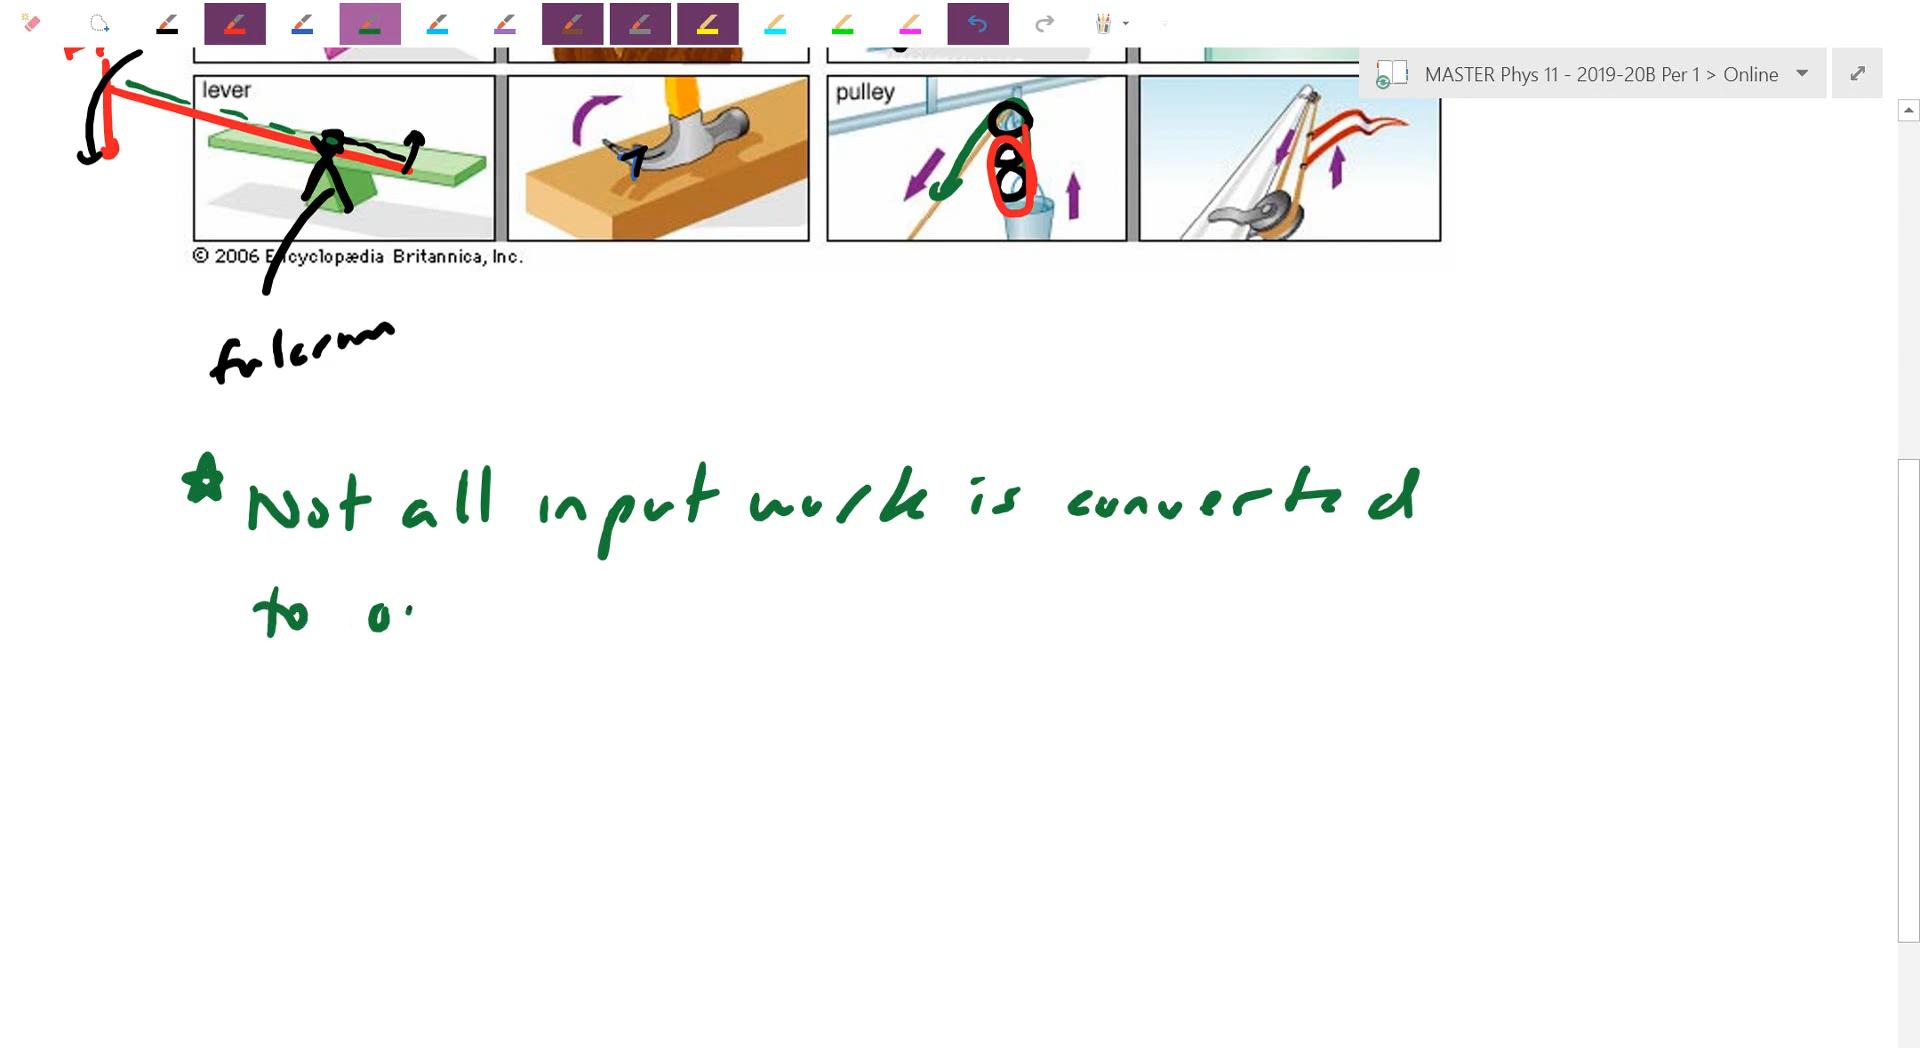 MASTER Phys 11 - 2019-20B Per 1 > Online
lever
pulley
© 2006 Encyclopædia Britannica, Inc.
fulcrum
Not all input work is converted
to o